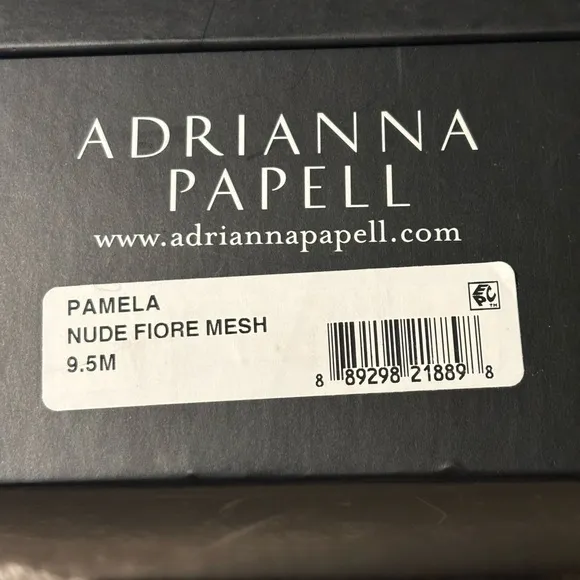 ADRIANNA
PAPELL
www.adriannapapell.com
PAMELA
NUDE FIORE MESH
9.5M
8 89298 21889 8